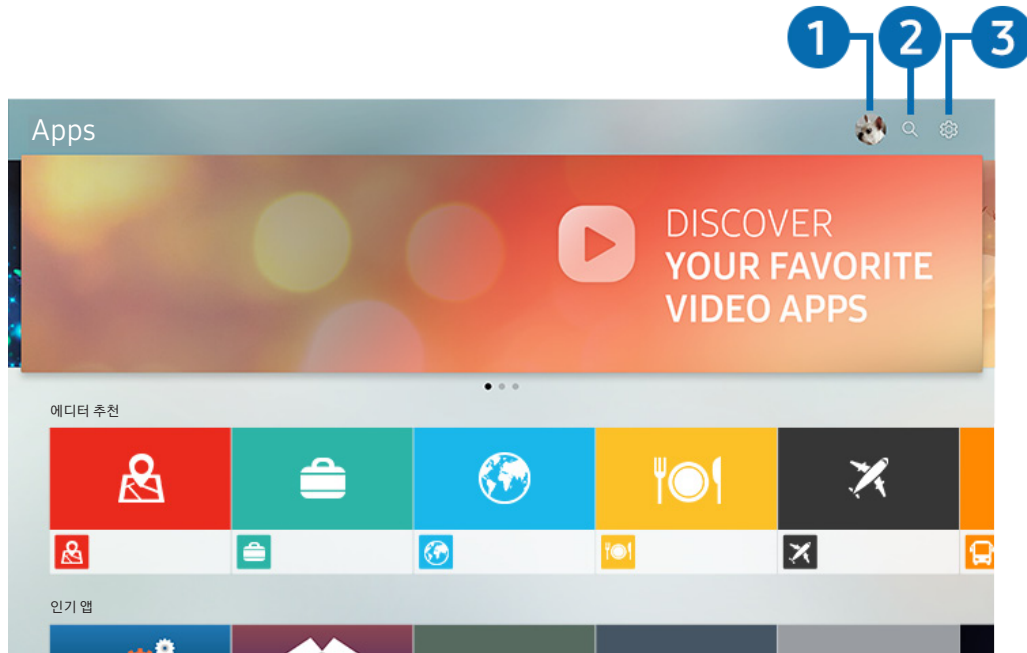 1 2 3
Apps
DISCOVER
YOUR FAVORITE
VIDEO APPS
에디터 추천
인기 앱